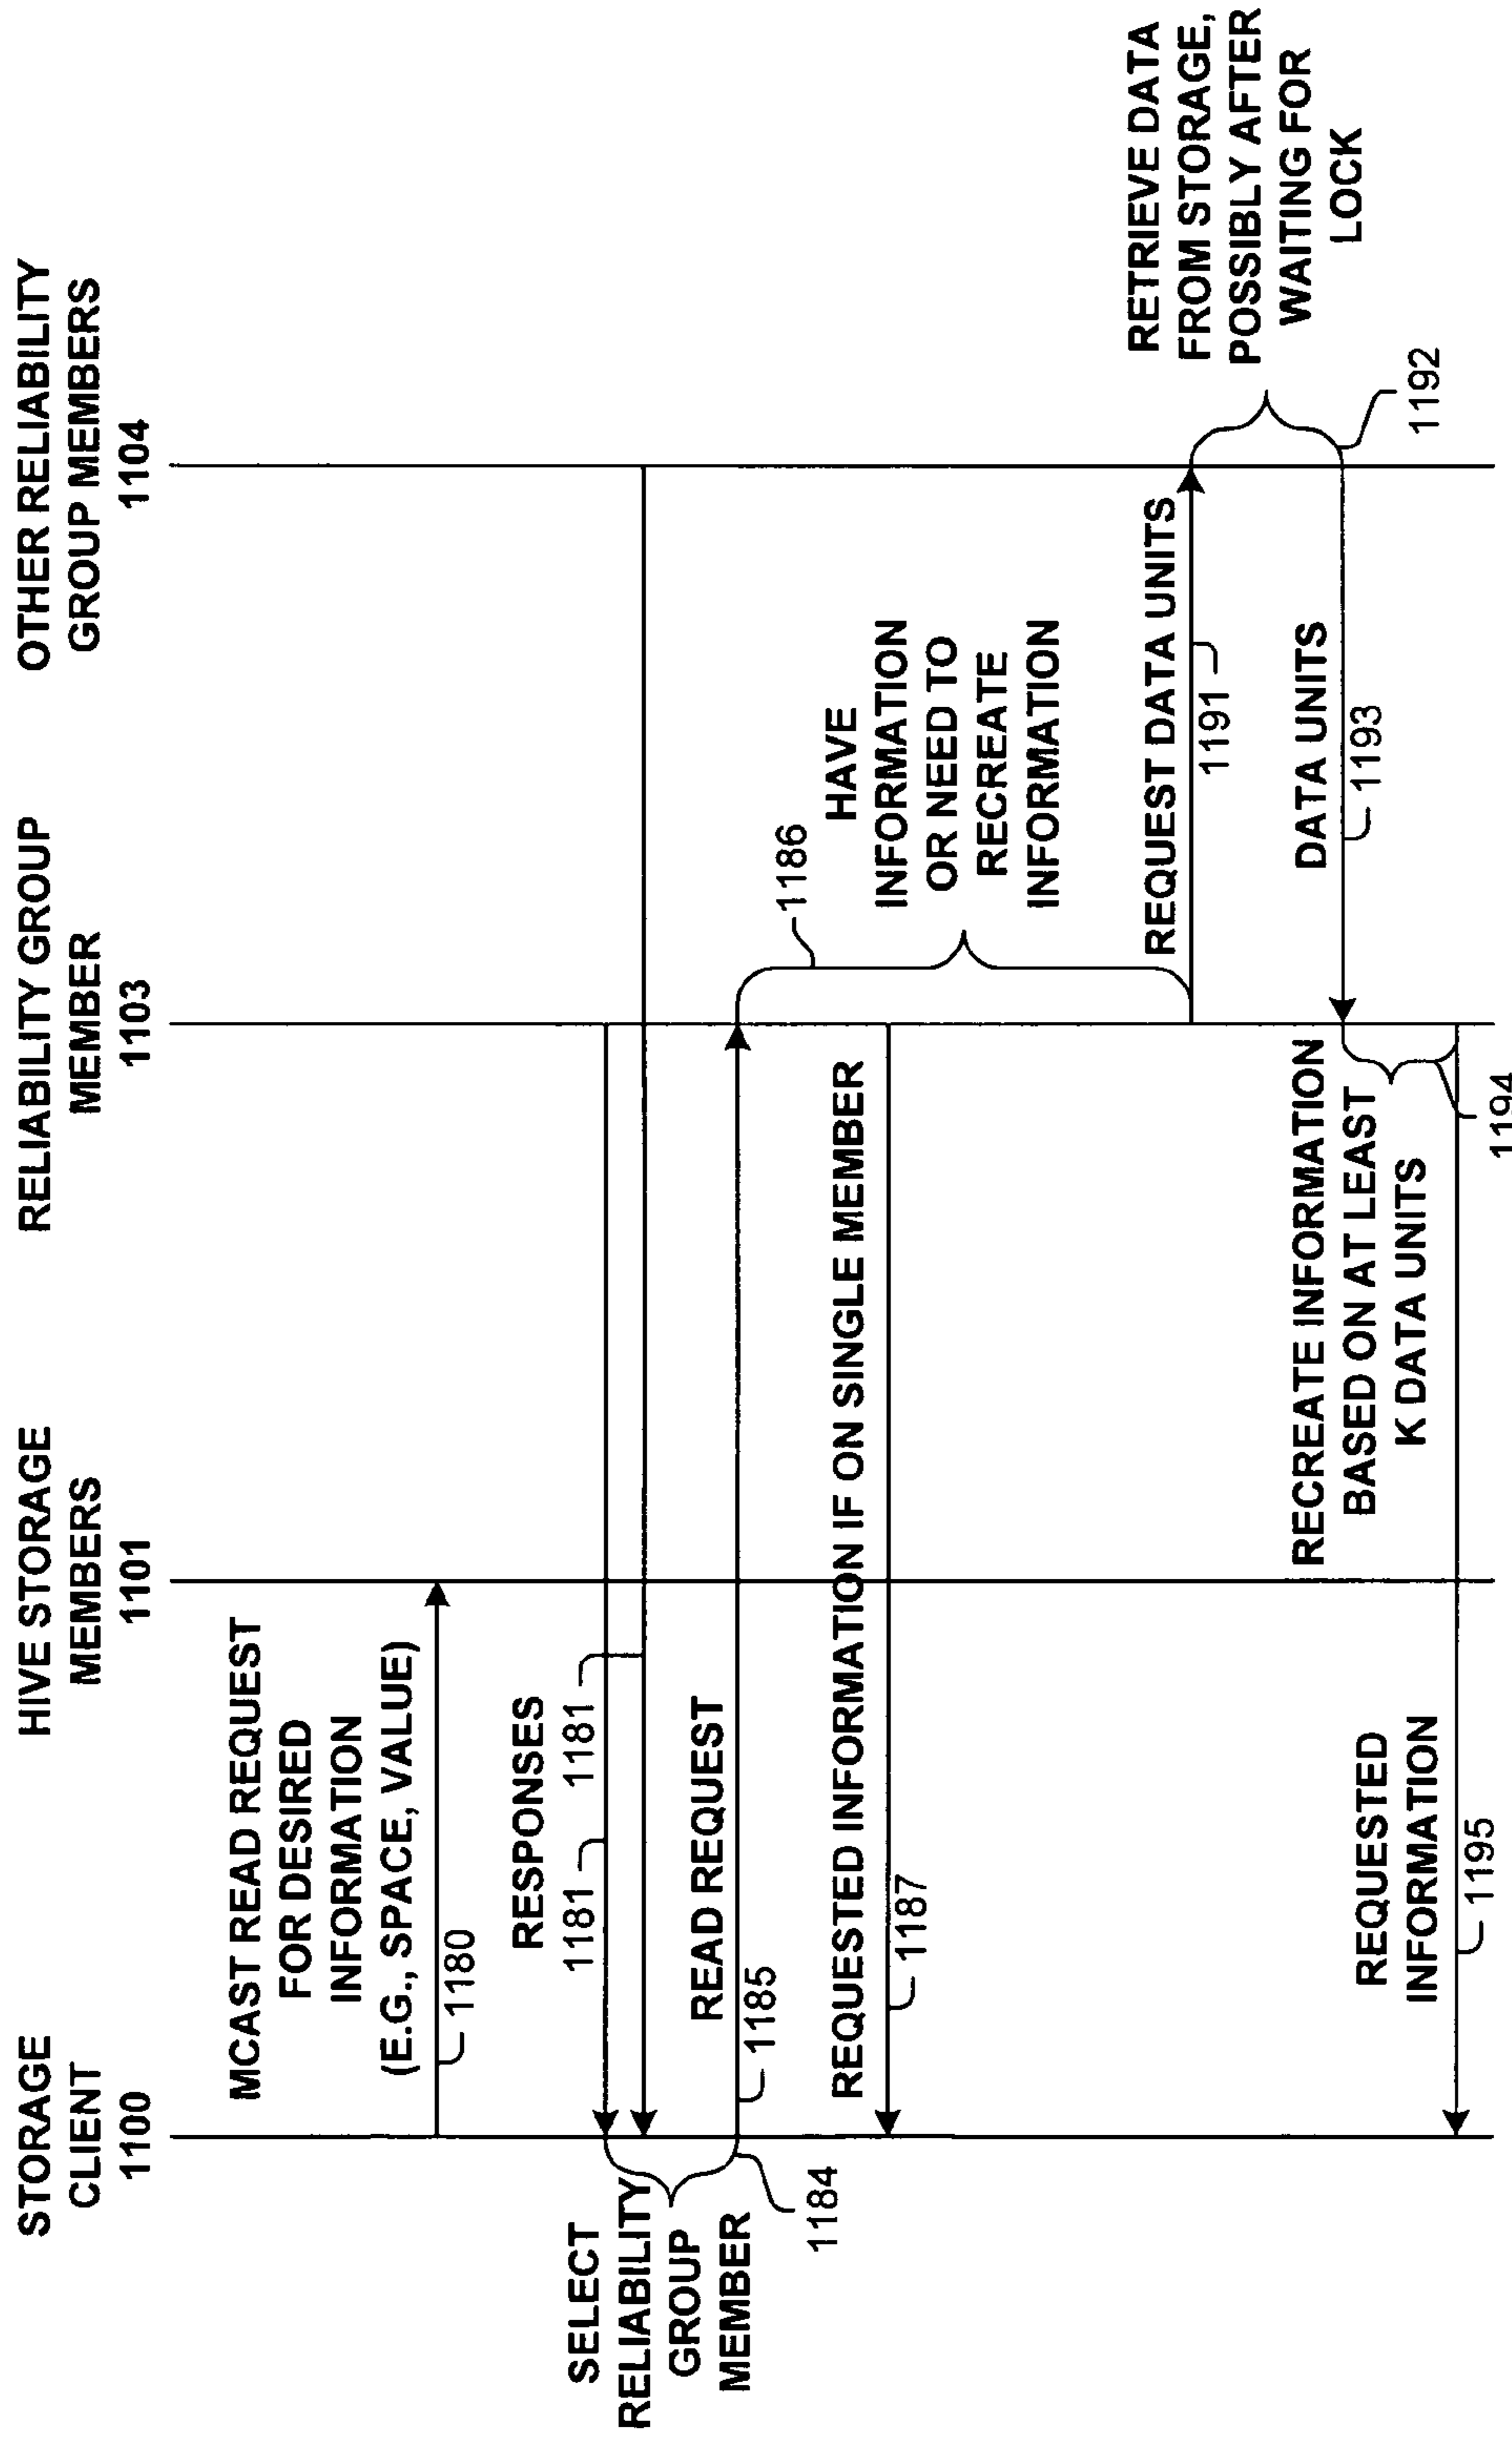 STORAGE
CLIENT
1100
HIVE STORAGE
MEMBERS
1101
RELIABILITY GROUP
MEMBER
1103
OTHER RELIABILITY
GROUP MEMBERS
1104
MCAST READ REQUEST
FOR DESIRED
INFORMATION
(E.G., SPACE, VALUE)
1180
RESPONSES
1181
1181
SELECT
RELIABILITY
GROUP
MEMBER
1184
READ REQUEST
1185
1186
HAVE
INFORMATION
OR NEED TO
RECREATE
INFORMATION
REQUESTED INFORMATION IF ON SINGLE MEMBER
1187
REQUEST DATA UNITS
1191
RETRIEVE DATA
FROM STORAGE,
POSSIBLY AFTER
WAITING FOR
LOCK
1192
DATA UNITS
1193
RECREATE INFORMATION
BASED ON AT LEAST
K DATA UNITS
1194
REQUESTED
INFORMATION
1195